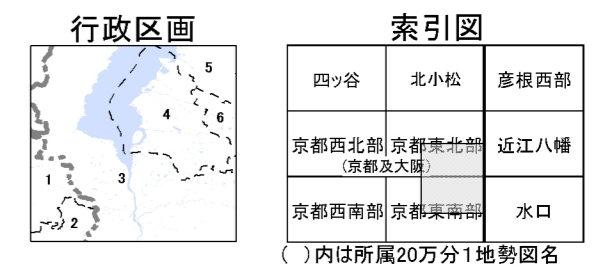 行政区画
5
4
6
1
3
2
索引図
四ッ谷 北小松 彦根西部
京都西北部 京都東北部 近江八幡
(京都及大阪)
京都西南部 京都東南部 水口
( )内は所属20万分1地勢図名